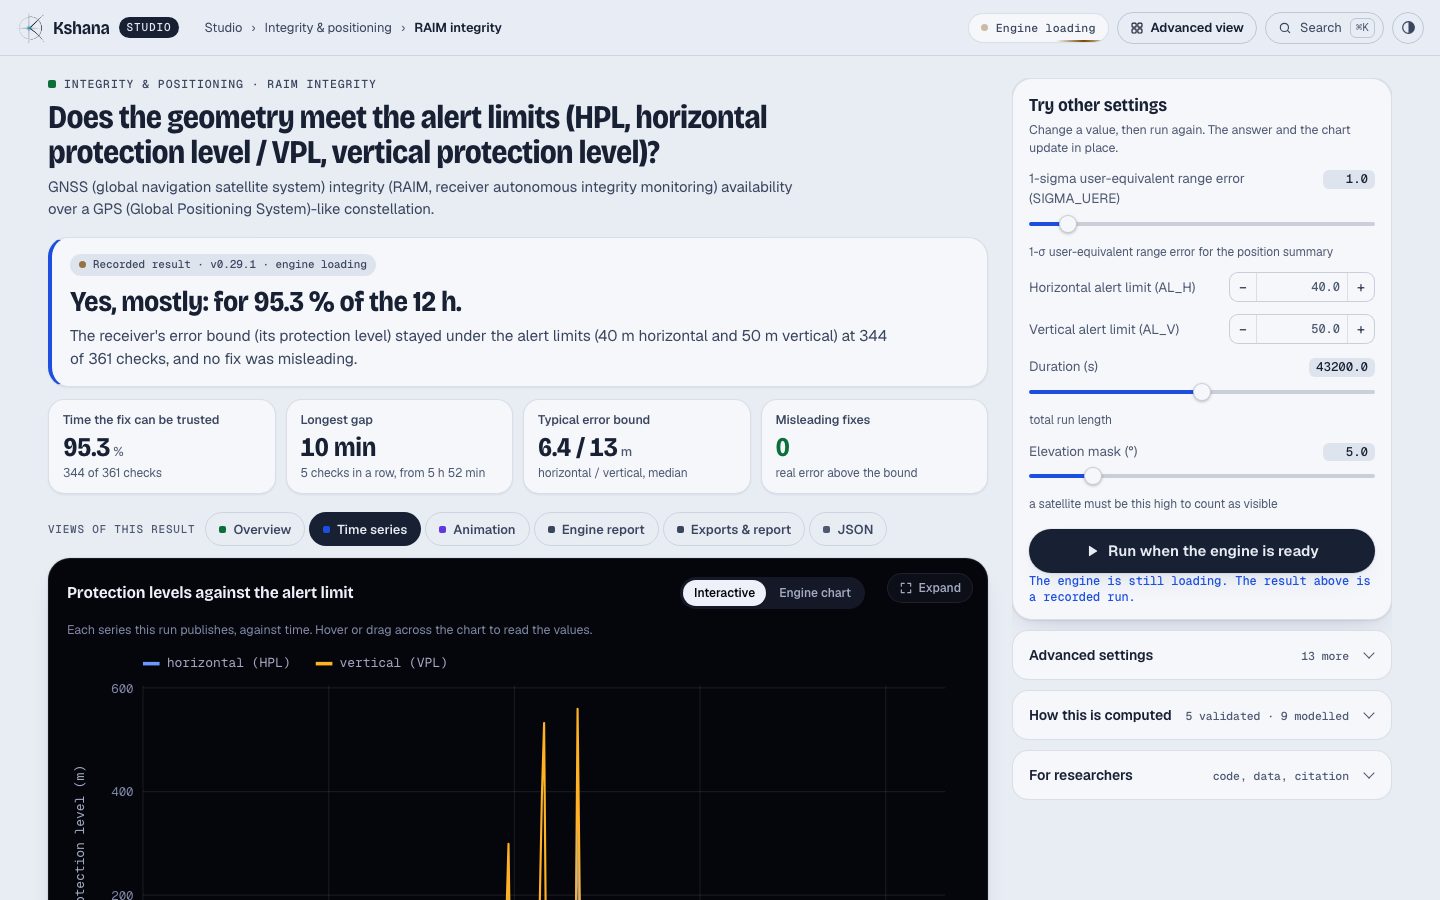 Kshana STUDIO Studio › Integrity & positioning › RAIM integrity Engine loading Advanced view Search ⌘K
INTEGRITY & POSITIONING · RAIM INTEGRITY
Does the geometry meet the alert limits (HPL, horizontal
protection level / VPL, vertical protection level)?
GNSS (global navigation satellite system) integrity (RAIM, receiver autonomous integrity monitoring) availability
over a GPS (Global Positioning System)-like constellation.
Recorded result · v0.29.1 · engine loading
Yes, mostly: for 95.3 % of the 12 h.
The receiver's error bound (its protection level) stayed under the alert limits (40 m horizontal and 50 m vertical) at 344
of 361 checks, and no fix was misleading.
Time the fix can be trusted
95.3 %
344 of 361 checks
Longest gap
10 min
5 checks in a row, from 5 h 52 min
Typical error bound
6.4 / 13 m
horizontal / vertical, median
Misleading fixes
0
real error above the bound
VIEWS OF THIS RESULT Overview Time series Animation Engine report Exports & report JSON
Protection levels against the alert limit Interactive Engine chart Expand
Each series this run publishes, against time. Hover or drag across the chart to read the values.
horizontal (HPL) vertical (VPL)
600
400
200
otection level (m)
Try other settings
Change a value, then run again. The answer and the chart
update in place.
1-sigma user-equivalent range error 1.0
(SIGMA_UERE)
1-σ user-equivalent range error for the position summary
Horizontal alert limit (AL_H) − 40.0 +
Vertical alert limit (AL_V) − 50.0 +
Duration (s) 43200.0
total run length
Elevation mask (°) 5.0
a satellite must be this high to count as visible
Run when the engine is ready
The engine is still loading. The result above is
a recorded run.
Advanced settings 13 more
How this is computed 5 validated · 9 modelled
For researchers code, data, citation